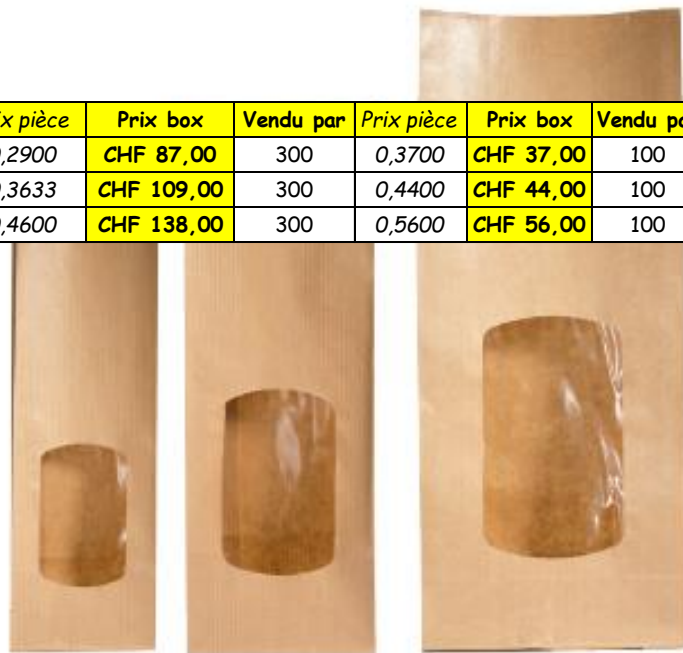 ix pièce Prix box Vendu par Prix pièce Prix box Vendu pa
,2900 CHF 87,00 300 0,3700 CHF 37,00 100
,3633 CHF 109,00 300 0,4400 CHF 44,00 100
,4600 CHF 138,00 300 0,5600 CHF 56,00 100